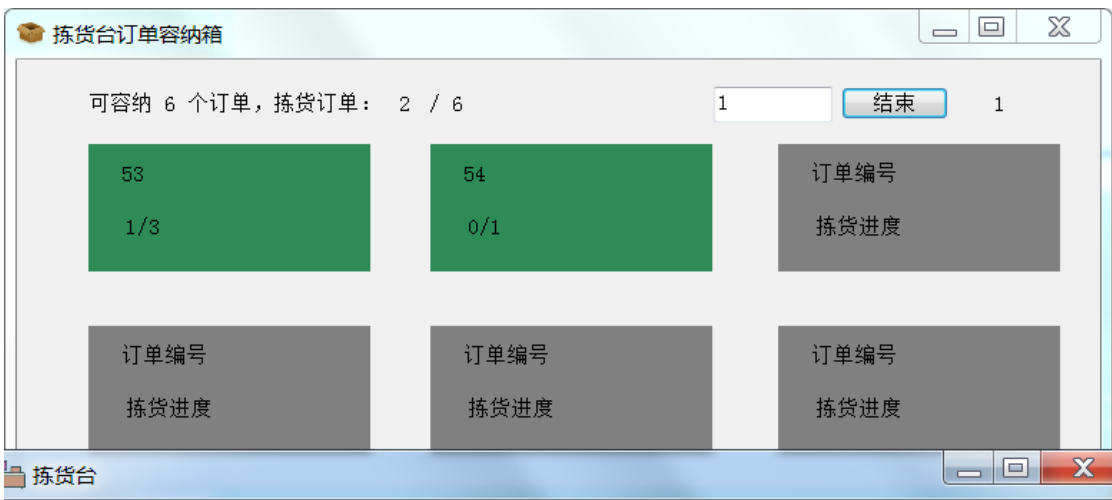 拣货台订单容纳箱
可容纳 6 个订单，拣货订单： 2 / 6 1 结束 1
53 54 订单编号
1/3 0/1 拣货进度
订单编号 订单编号 订单编号
拣货进度 拣货进度 拣货进度
拣货台